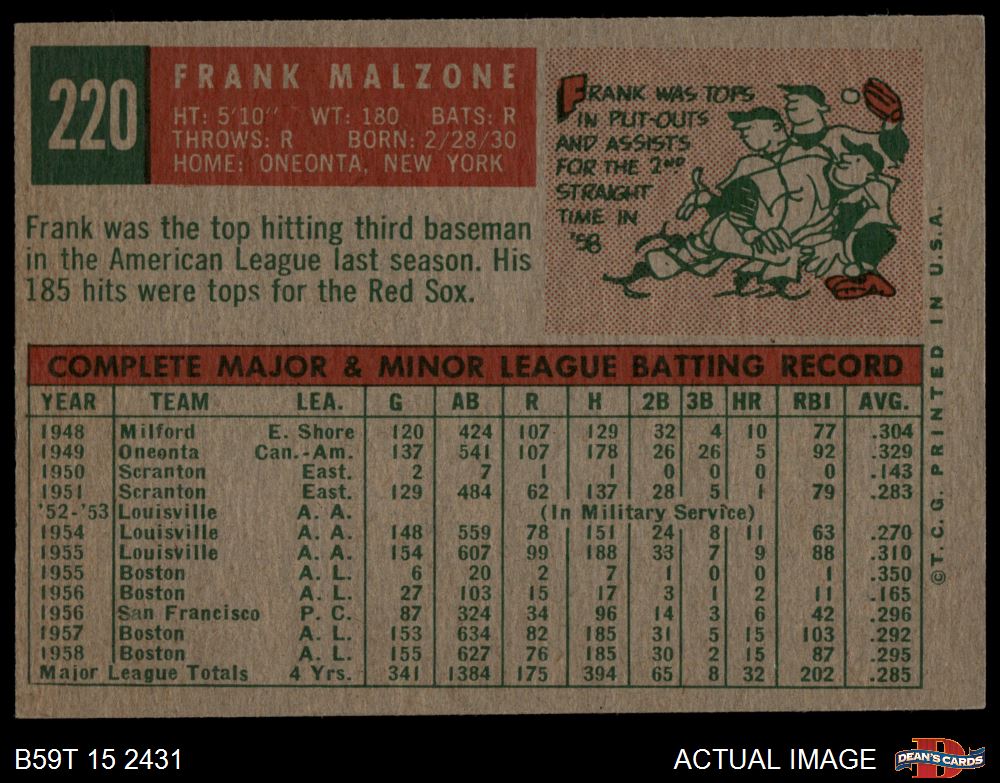 220
FRANK MALZONE
HT: 5'10" WT: 180 BATS: R
THROWS: R BORN: 2/28/30
HOME: ONEONTA, NEW YORK
FRANK WAS TOPS
IN PUT-OUTS
AND ASSISTS
FOR THE 2ND
STRAIGHT
TIME IN
'58
Frank was the top hitting third baseman
in the American League last season. His
185 hits were tops for the Red Sox.
COMPLETE MAJOR & MINOR LEAGUE BATTING RECORD
YEAR TEAM LEA. G AB R H 2B 3B HR RBI AVG.
1948 Milford E. Shore 120 424 107 129 32 4 10 77 .304
1949 Oneonta Can.-Am. 137 541 107 178 26 26 5 92 .329
1950 Scranton East. 2 7 1 1 0 0 0 0 .143
1951 Scranton East. 129 484 62 137 28 5 1 79 .283
'52-'53 Louisville A. A. (In Military Service)
1954 Louisville A. A. 148 559 78 151 24 8 11 63 .270
1955 Louisville A. A. 154 607 99 188 33 7 9 88 .310
1955 Boston A. L. 6 20 2 7 1 0 0 1 .350
1956 Boston A. L. 27 103 15 17 3 1 2 11 .165
1956 San Francisco P. C. 87 324 34 96 14 3 6 42 .296
1957 Boston A. L. 153 634 82 185 31 5 15 103 .292
1958 Boston A. L. 155 627 76 185 30 2 15 87 .295
Major League Totals 4 Yrs. 341 1384 175 394 65 8 32 202 .285
© T. C. G. PRINTED IN U.S.A.
B59T 15 2431
ACTUAL IMAGE
DEAN'S CARDS